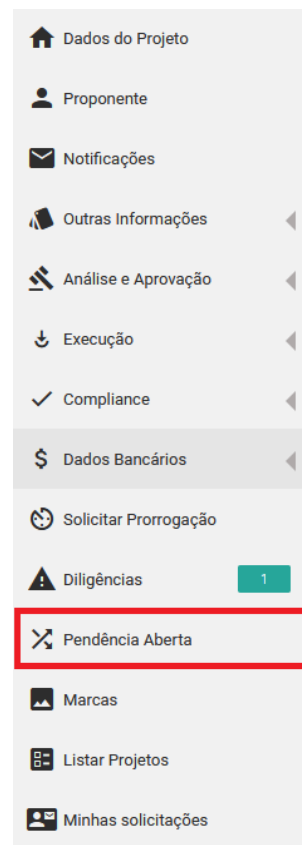 Dados do Projeto
Proponente
Notificações
Outras Informações
Análise e Aprovação
Execução
Compliance
$ Dados Bancários
Solicitar Prorrogação
Diligências 1
Pendência Aberta
Marcas
Listar Projetos
Minhas solicitações